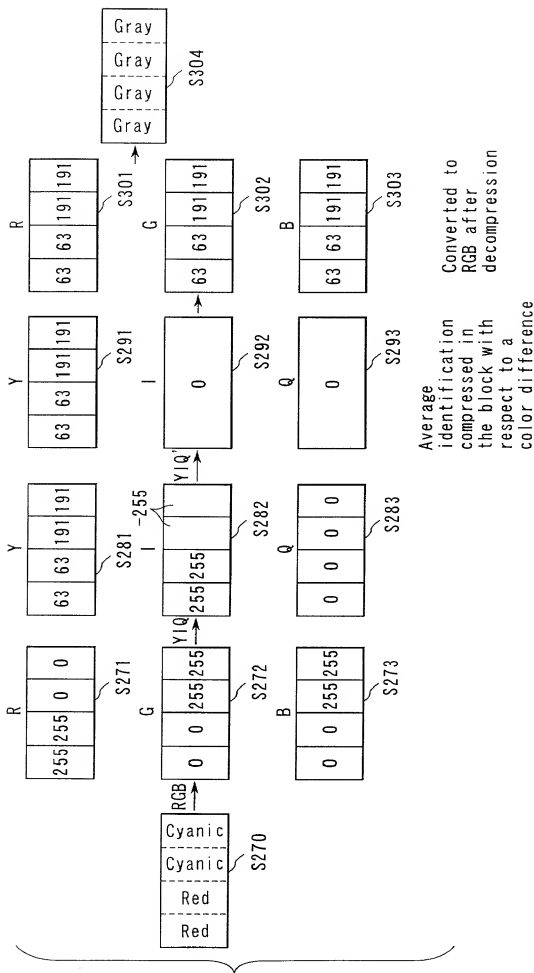 Red Red Cyanic Cyanic
S270
RGB
R
255 255 0 0
S271
G
0 0 255 255
S272
B
0 0 255 255
S273
YIQ
Y
63 63 191 191
S281
I
255 255
-255
S282
Q
0 0 0 0
S283
YIQ'
Y
63 63 191 191
S291
I
0
S292
Q
0
S293
Average
identification
compressed in
the block with
respect to a
color difference
R
63 63 191 191
S301
G
63 63 191 191
S302
B
63 63 191 191
S303
Converted to
RGB after
decompression
Gray Gray Gray Gray
S304